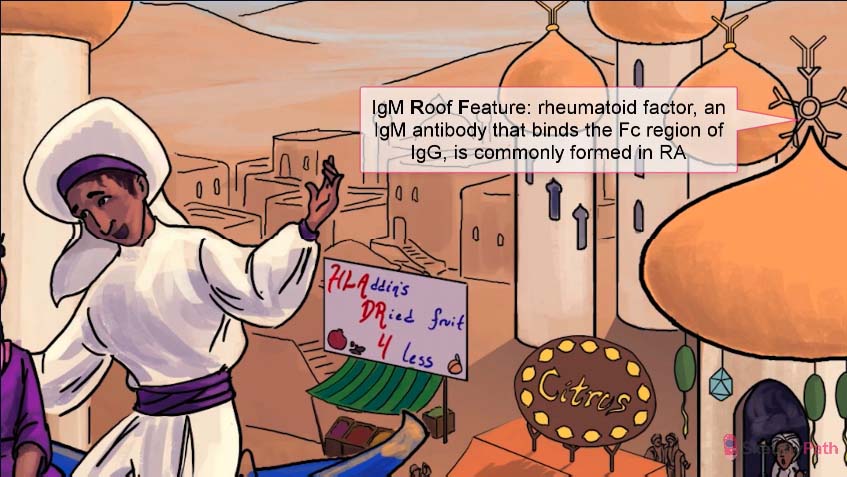 IgM Roof Feature: rheumatoid factor, an
IgM antibody that binds the Fc region of
IgG, is commonly formed in RA
HLAddin's
DRied fruit
4 less
Citrus
SketchyPath